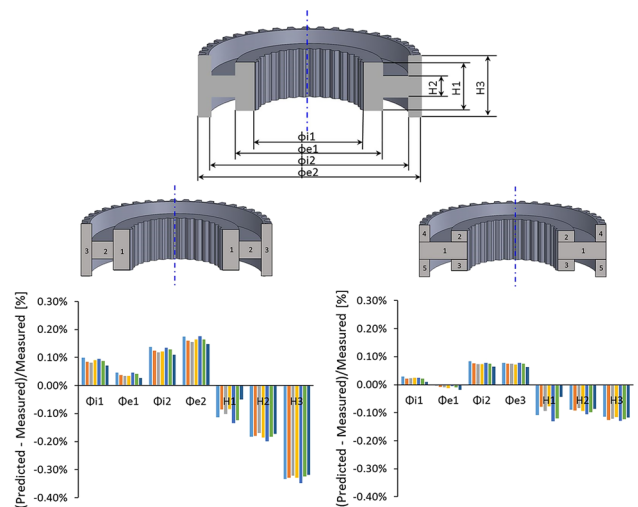 H2
H1
H3
Φi1
Φe1
Φi2
Φe2
3 2 1 1 2 3
4 2 2 4
1 1
5 3 3 5
(Predicted - Measured)/Measured [%]
0.30%
0.20%
0.10%
0.00%
-0.10%
-0.20%
-0.30%
-0.40%
Φi1 Φe1 Φi2 Φe2 H1 H2 H3
(Predicted - Measured)/Measured [%]
0.30%
0.20%
0.10%
0.00%
-0.10%
-0.20%
-0.30%
-0.40%
Φi1 Φe1 Φi2 Φe3 H1 H2 H3